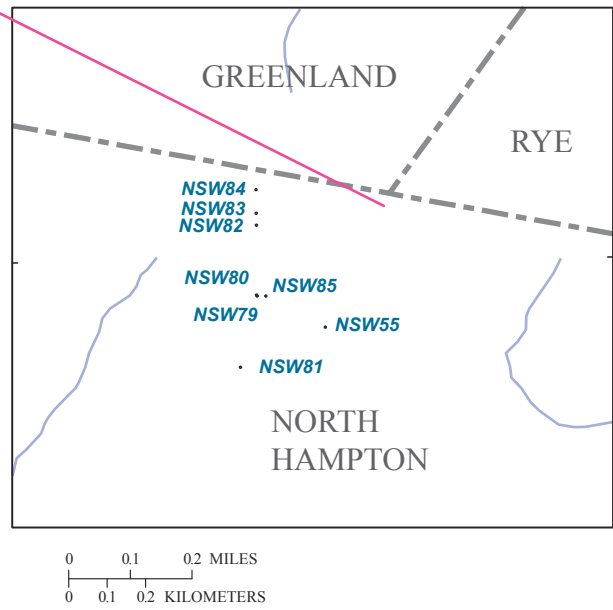 GREENLAND
RYE
NSW84
NSW83
NSW82
NSW80
NSW85
NSW79
NSW55
NSW81
NORTH
HAMPTON
0 0.1 0.2 MILES
0 0.1 0.2 KILOMETERS